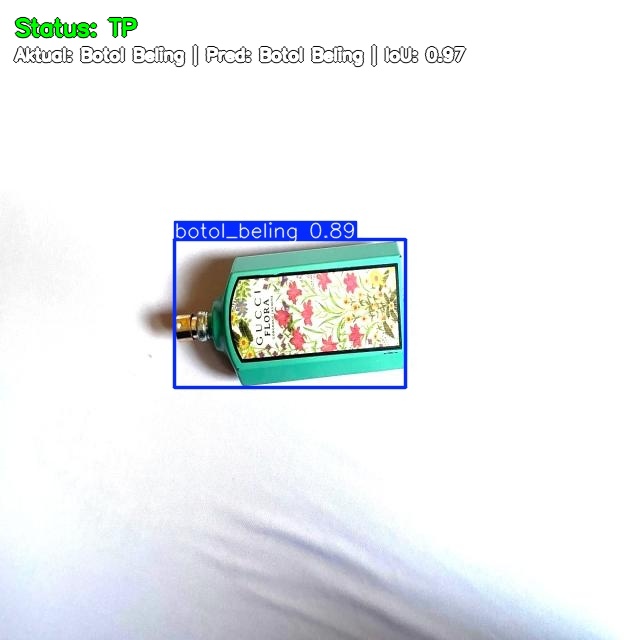 Status: TP
Aktual: Botol Beling | Pred: Botol Beling | IoU: 0.97
botol_beling 0.89
GUCCI
FLORA